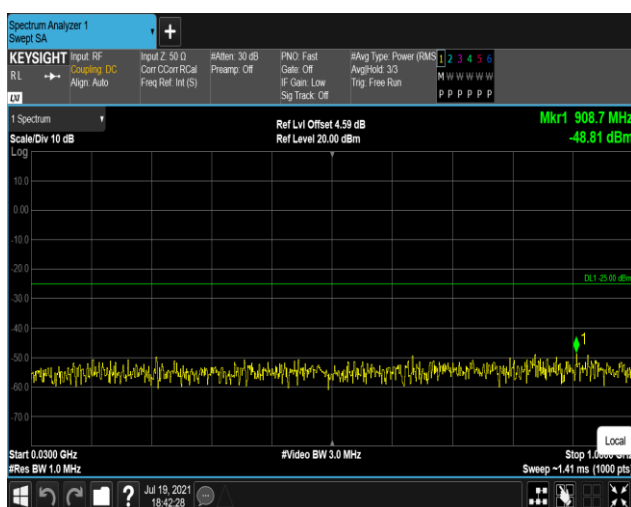 Spectrum Analyzer 1
Swept SA
+
KEYSIGHT
RL
LXI
Input: RF
Coupling: DC
Align: Auto
Input Z: 50 Ω
Corr CCorr RCal
Freq Ref: Int (S)
#Atten: 30 dB
Preamp: Off
PNO: Fast
Gate: Off
IF Gain: Low
Sig Track: Off
#Avg Type: Power (RMS
Avg|Hold: 3/3
Trig: Free Run
1 2 3 4 5 6
M W W W W W
P P P P P P
1 Spectrum
Scale/Div 10 dB
Log
Ref Lvl Offset 4.59 dB
Ref Level 20.00 dBm
Mkr1 908.7 MHz
-48.81 dBm
10.0
0.00
-10.0
-20.0
DL1 -25.00 dBm
-30.0
-40.0
1
-50.0
-60.0
-70.0
Local
Start 0.0300 GHz
#Res BW 1.0 MHz
#Video BW 3.0 MHz
Stop 1.0
Sweep ~1.41 ms (1000 pts)
?
Jul 19, 2021
18:42:28